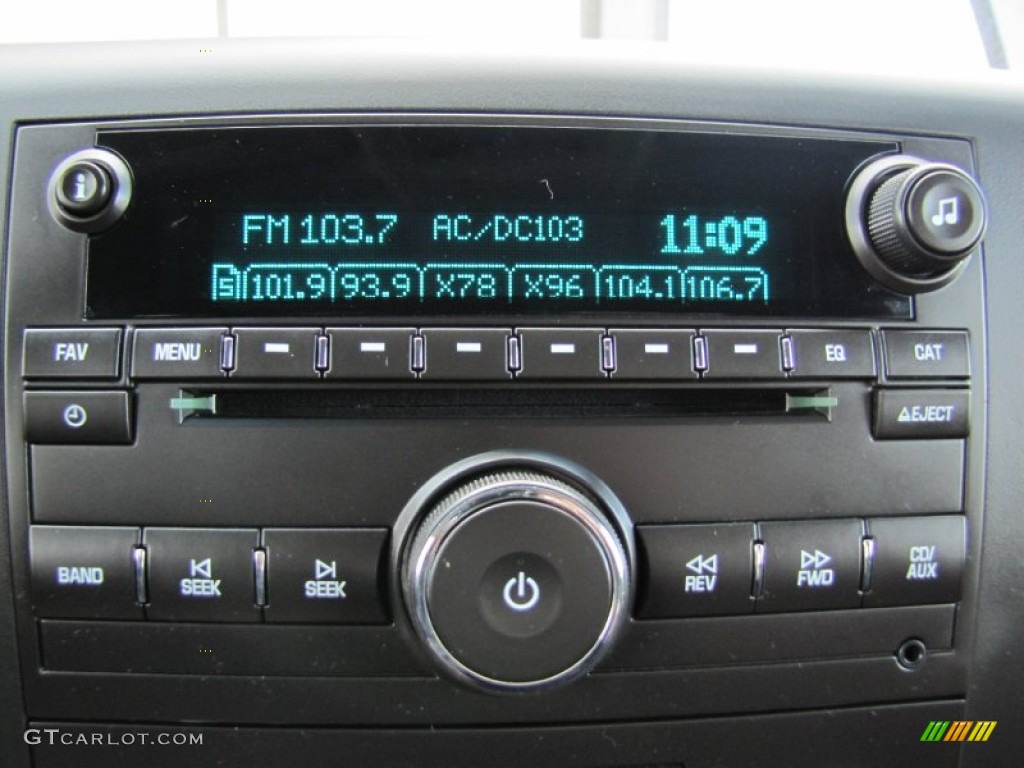 FM 103.7 AC/DC103 11:09
5 101.9 93.9 X78 X96 104.1 106.7
FAV MENU EQ CAT
EJECT
BAND SEEK SEEK REV FWD CD/
AUX
GTCARLOT.COM